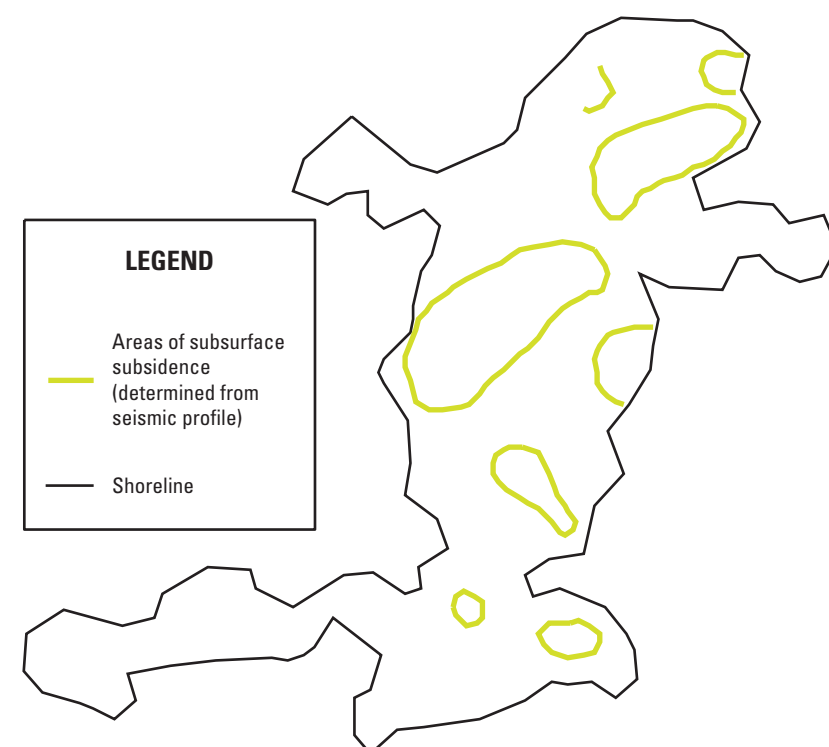 LEGEND
Areas of subsurface
subsidence
(determined from
seismic profile)
Shoreline